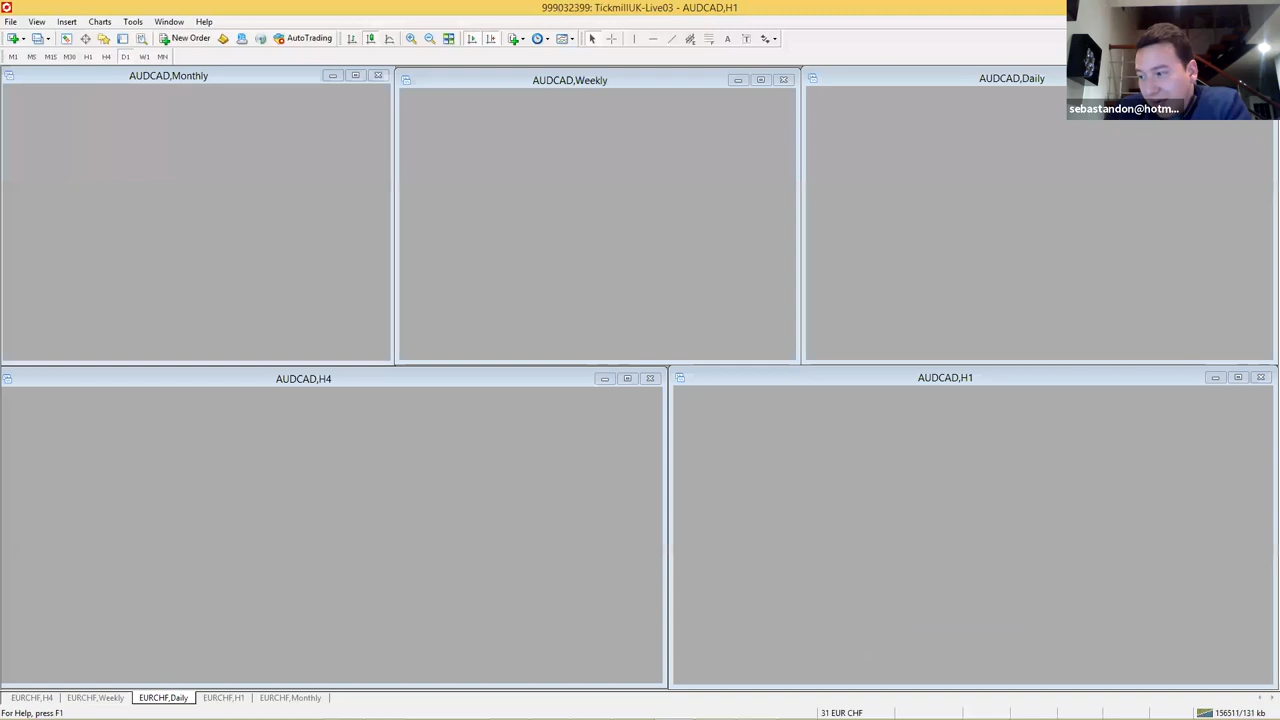 999032399: TickmillUK-Live03 - AUDCAD,H1
File View Insert Charts Tools Window Help
New Order AutoTrading
M1 M5 M15 M30 H1 H4 D1 W1 MN
AUDCAD,Monthly
AUDCAD,Weekly
AUDCAD,Daily
sebastandon@hotm...
AUDCAD,H4
AUDCAD,H1
EURCHF,H4 EURCHF,Weekly EURCHF,Daily EURCHF,H1 EURCHF,Monthly
For Help, press F1
31 EUR CHF
156511/131 kb